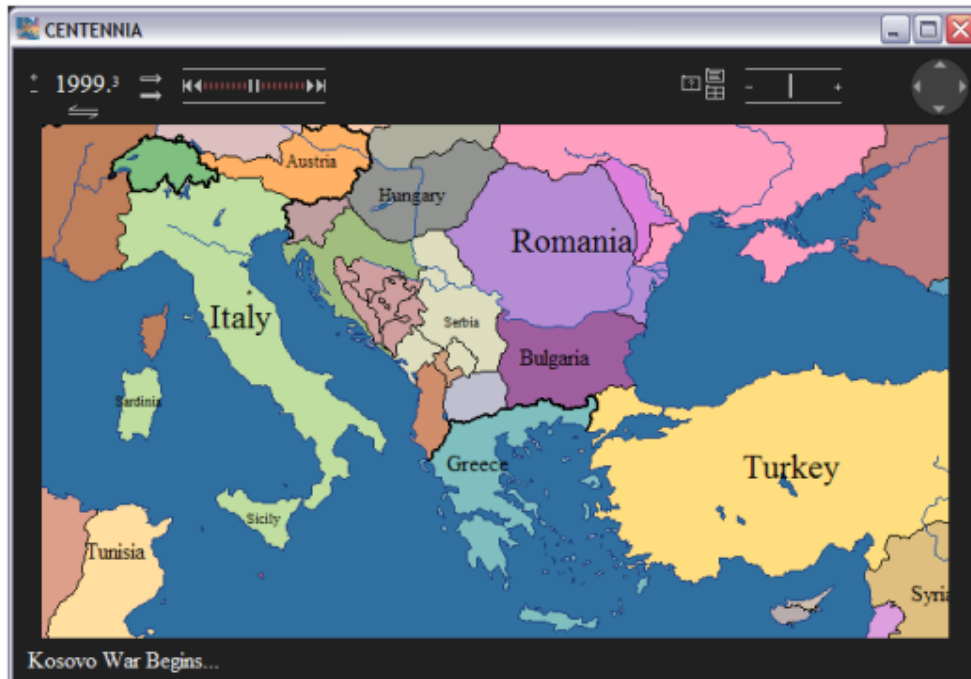 CENTENNIA
1999.3
Austria
Hungary
Romania
Italy
Serbia
Bulgaria
Sardinia
Greece
Turkey
Sicily
Tunisia
Syria
Kosovo War Begins...